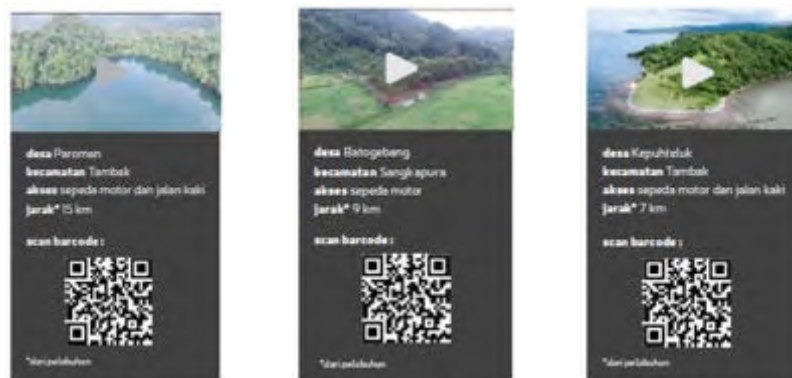 desa Paroman
kecamatan Tambak
akses sepeda motor dan jalan kaki
jarak* 15 km
scan barcode :
*dari pelabuhan
desa Batogebang
kecamatan Sangkapura
akses sepeda motor
jarak* 9 km
scan barcode :
*dari pelabuhan
desa Kepuhteluk
kecamatan Tambak
akses sepeda motor dan jalan kaki
jarak* 7 km
scan barcode :
*dari pelabuhan